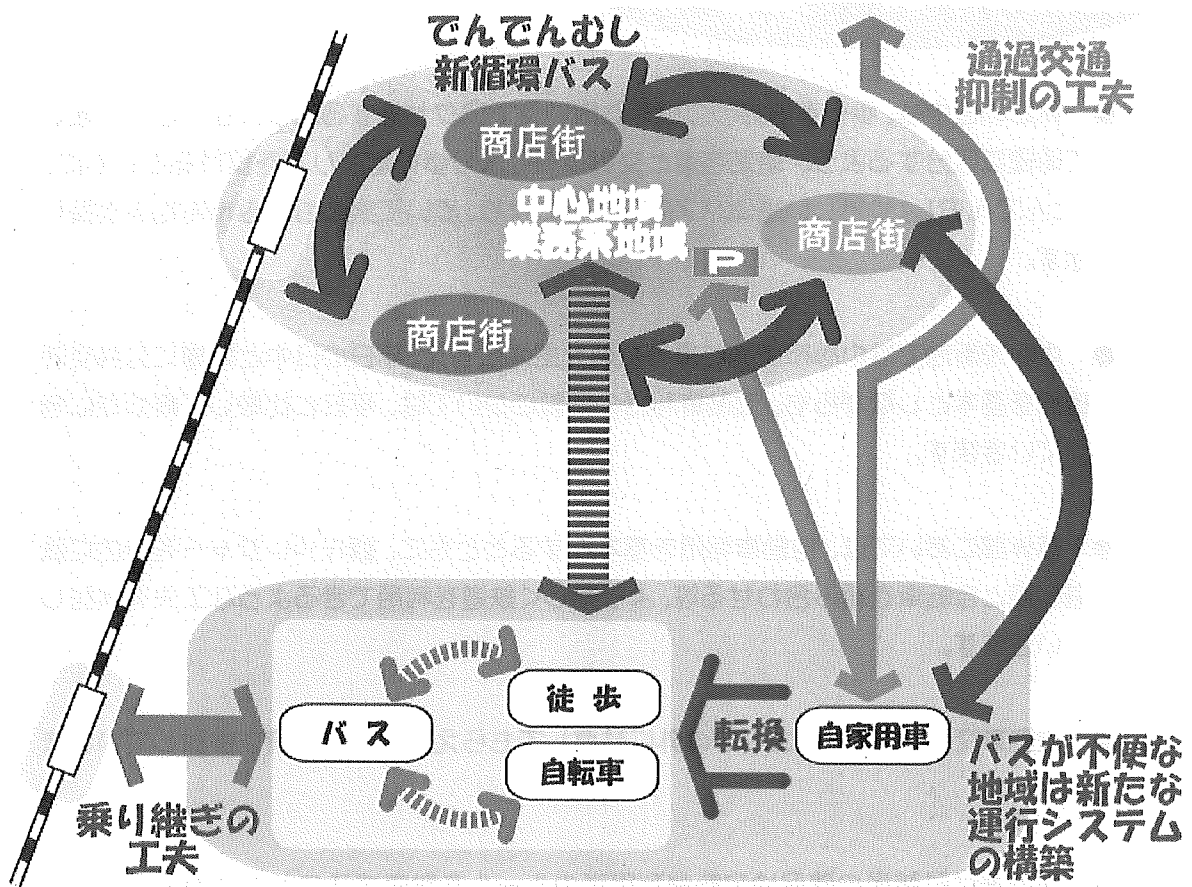 でんでんむし
新循環バス
通過交通
抑制の工夫
商店街
中心地域
業務系地域
商店街
P
商店街
バス
徒歩
自転車
転換
自家用車
乗り継ぎの
工夫
バスが不便な
地域は新たな
運行システム
の構築